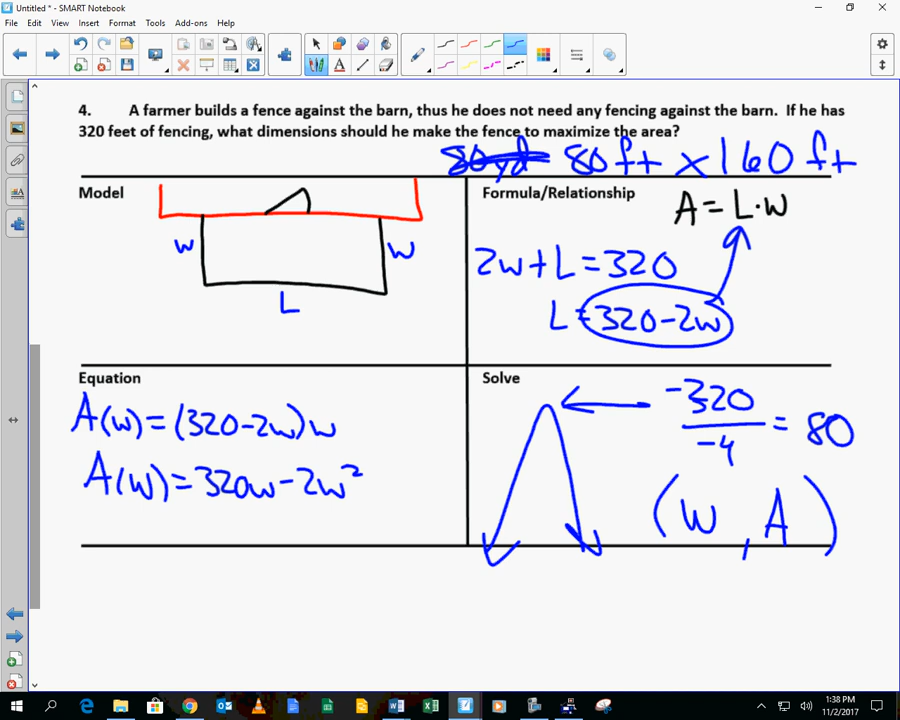 Untitled * - SMART Notebook
File Edit View Insert Format Tools Add-ons Help
4. A farmer builds a fence against the barn, thus he does not need any fencing against the barn. If he has
320 feet of fencing, what dimensions should he make the fence to maximize the area?
80yd 80ft x 160 ft
Model
W
W
L
Formula/Relationship
A = L·W
2w+L=320
L=320-2w
Equation
A(w)=(320-2w)w
A(w)=320w-2w²
Solve
-320
-4
= 80
(w, A)
1:38 PM
11/2/2017